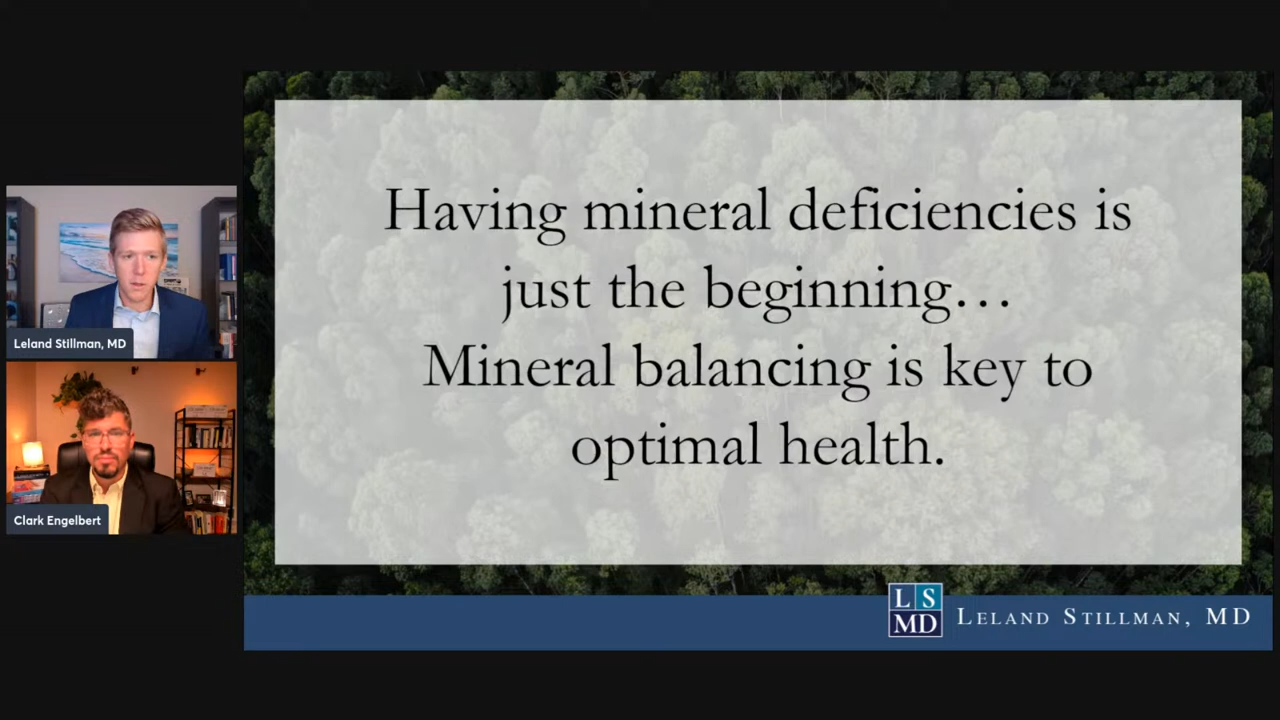 Leland Stillman, MD
Clark Engelbert
Having mineral deficiencies is
just the beginning…
Mineral balancing is key to
optimal health.
LS
MD
LELAND STILLMAN, MD